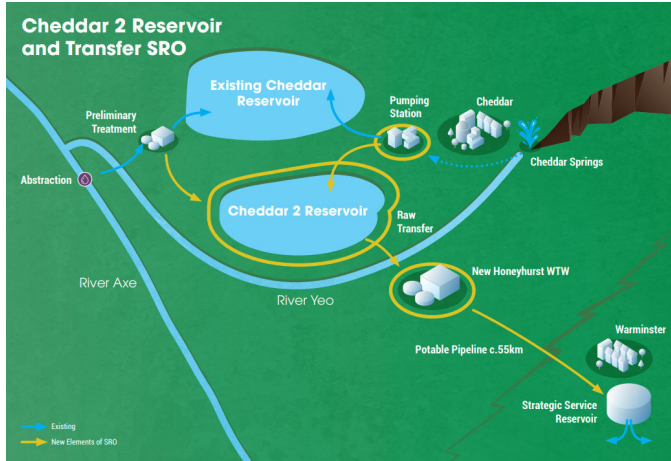 Cheddar 2 Reservoir
and Transfer SRO
Existing Cheddar
Reservoir
Preliminary
Treatment
Pumping
Station
Cheddar
Cheddar Springs
Abstraction
Cheddar 2 Reservoir
Raw
Transfer
River Axe
River Yeo
New Honeyhurst WTW
Potable Pipeline c.55km
Warminster
Strategic Service
Reservoir
Existing
New Elements of SRO